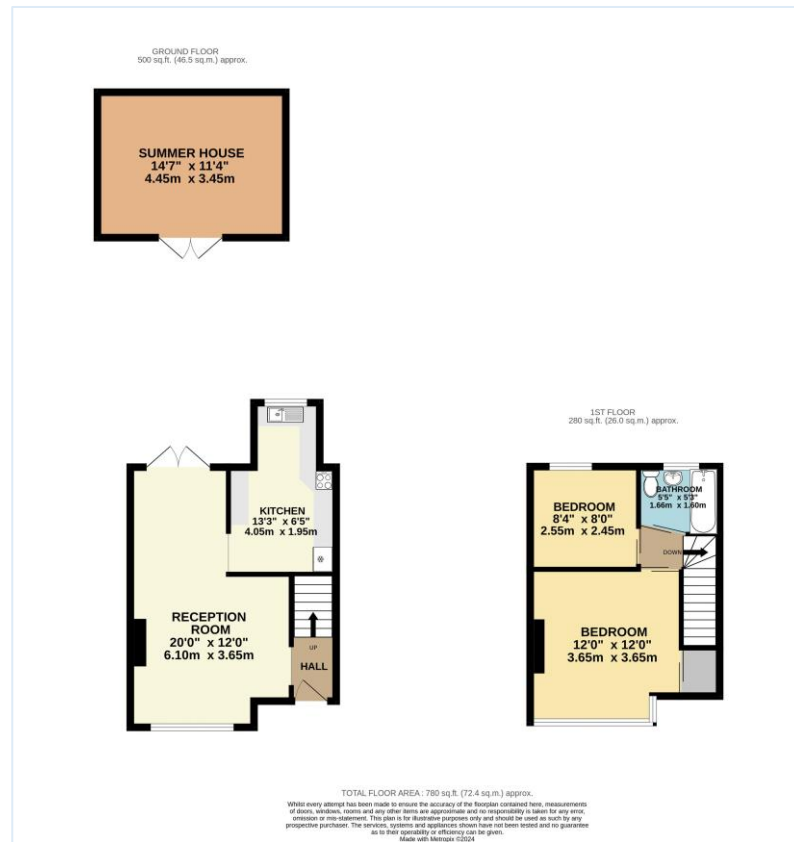 GROUND FLOOR
500 sq.ft. (46.5 sq.m.) approx.
SUMMER HOUSE
14'7" x 11'4"
4.45m x 3.45m
KITCHEN
13'3" x 6'5"
4.05m x 1.95m
RECEPTION
ROOM
20'0" x 12'0"
6.10m x 3.65m
UP
HALL
1ST FLOOR
280 sq.ft. (26.0 sq.m.) approx.
BATHROOM
5'5" x 5'3"
1.66m x 1.60m
BEDROOM
8'4" x 8'0"
2.55m x 2.45m
DOWN
BEDROOM
12'0" x 12'0"
3.65m x 3.65m
TOTAL FLOOR AREA : 780 sq.ft. (72.4 sq.m.) approx.
Whilst every attempt has been made to ensure the accuracy of the floorplan contained here, measurements
of doors, windows, rooms and any other items are approximate and no responsibility is taken for any error,
omission or mis-statement. This plan is for illustrative purposes only and should be used as such by any
prospective purchaser. The services, systems and appliances shown have not been tested and no guarantee
as to their operability or efficiency can be given.
Made with Metropix ©2024